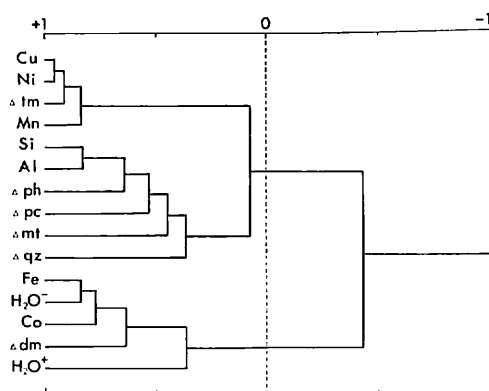 +1 0 -1
Cu
Ni
△ tm
Mn
Si
Al
△ ph
△ pc
△ mt
△ qz
Fe
H₂O⁻
Co
△ dm
H₂O⁺